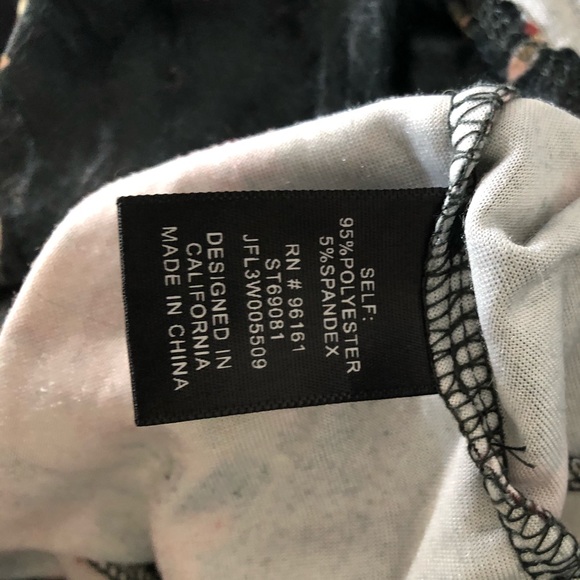 SELF:
95%POLYESTER
5%SPANDEX
RN # 96161
ST69081
JFL3W005509
DESIGNED IN
CALIFORNIA
MADE IN CHINA